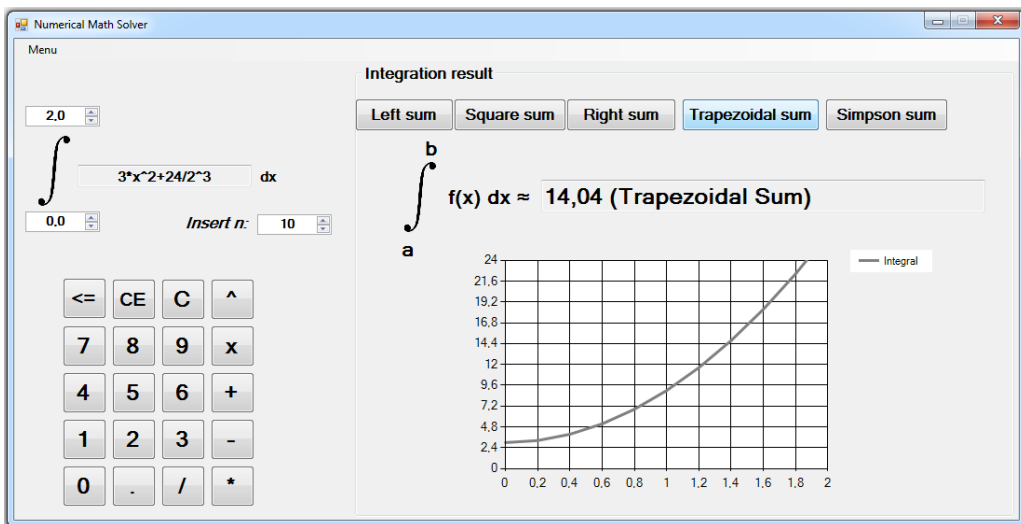 Numerical Math Solver
Menu
2,0
3*x^2+24/2^3 dx
0,0
Insert n: 10
<= CE C ^
7 8 9 x
4 5 6 +
1 2 3 -
0 . / *
Integration result
Left sum Square sum Right sum Trapezoidal sum Simpson sum
b
f(x) dx ≈ 14,04 (Trapezoidal Sum)
a
24
21,6
19,2
16,8
14,4
12
9,6
7,2
4,8
2,4
0
0 0,2 0,4 0,6 0,8 1 1,2 1,4 1,6 1,8 2
Integral